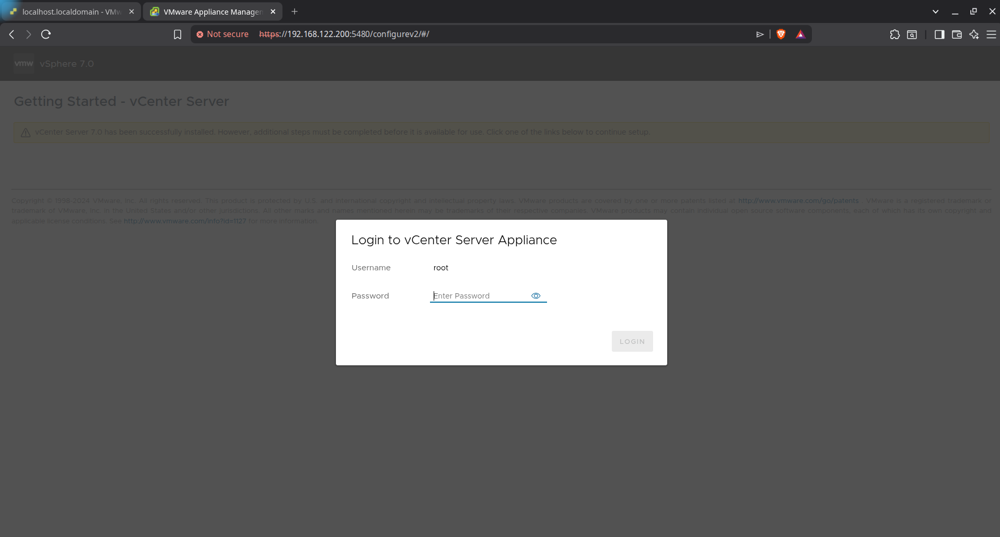 localhost.localdomain - VMw
VMware Appliance Manager
Not secure https://192.168.122.200:5480/configurev2/#/
vmw vSphere 7.0
Getting Started - vCenter Server
vCenter Server 7.0 has been successfully installed. However, additional steps must be completed before it is available for use. Click one of the links below to continue setup.
Copyright © 1998-2024 VMware, Inc. All rights reserved. This product is protected by U.S. and international copyright and intellectual property laws. VMware products are covered by one or more patents listed at http://www.vmware.com/go/patents . VMware is a registered trademark or
trademark of VMware, Inc. in the United States and/or other jurisdictions. All other marks and names mentioned herein may be trademarks of their respective companies. VMware products may contain individual open source software components, each of which has its own copyright and
applicable license conditions. See http://www.vmware.com/info?id=1127 for more information.
Login to vCenter Server Appliance
Username root
Password Enter Password
LOGIN